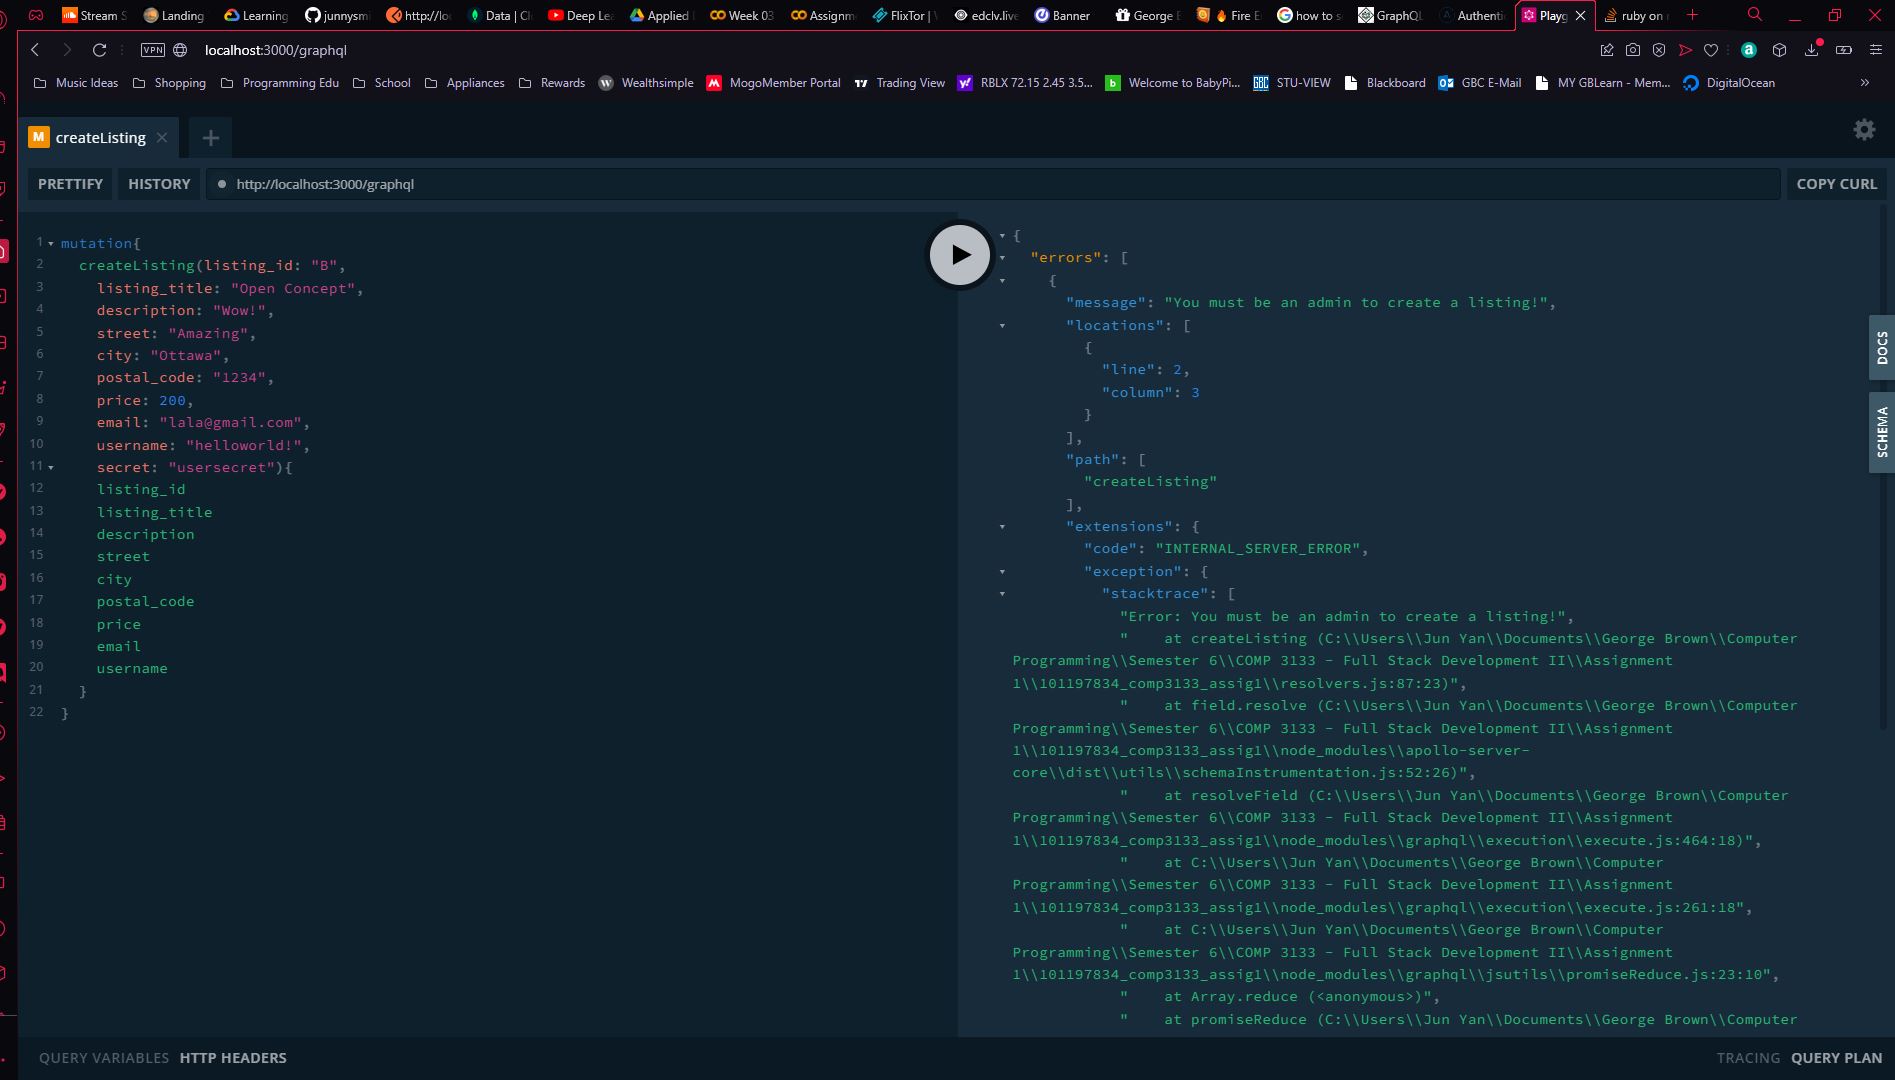 Stream S
Landing
Learning
junnysm
http://lo
Data | Cl
Deep Lea
Applied
Week 03
Assignm
FlixTor | V
edclv.live
Banner
George B
Fire E
how to s
GraphQL
Authenti
Playg
ruby on r
VPN
localhost:3000/graphql
Music Ideas
Shopping
Programming Edu
School
Appliances
Rewards
Wealthsimple
MogoMember Portal
Trading View
RBLX 72.15 2.45 3.5...
Welcome to BabyPi...
STU-VIEW
Blackboard
GBC E-Mail
MY GBLearn - Mem...
DigitalOcean
»
M createListing
PRETTIFY HISTORY http://localhost:3000/graphql COPY CURL
1 mutation{
2 createListing(listing_id: "B",
3 listing_title: "Open Concept",
4 description: "Wow!",
5 street: "Amazing",
6 city: "Ottawa",
7 postal_code: "1234",
8 price: 200,
9 email: "lala@gmail.com",
10 username: "helloworld!",
11 secret: "usersecret"){
12 listing_id
13 listing_title
14 description
15 street
16 city
17 postal_code
18 price
19 email
20 username
21 }
22 }
{
"errors": [
{
"message": "You must be an admin to create a listing!",
"locations": [
{
"line": 2,
"column": 3
}
],
"path": [
"createListing"
],
"extensions": {
"code": "INTERNAL_SERVER_ERROR",
"exception": {
"stacktrace": [
"Error: You must be an admin to create a listing!",
" at createListing (C:\\Users\\Jun Yan\\Documents\\George Brown\\Computer
Programming\\Semester 6\\COMP 3133 - Full Stack Development II\\Assignment
1\\101197834_comp3133_assig1\\resolvers.js:87:23)",
" at field.resolve (C:\\Users\\Jun Yan\\Documents\\George Brown\\Computer
Programming\\Semester 6\\COMP 3133 - Full Stack Development II\\Assignment
1\\101197834_comp3133_assig1\\node_modules\\apollo-server-
core\\dist\\utils\\schemaInstrumentation.js:52:26)",
" at resolveField (C:\\Users\\Jun Yan\\Documents\\George Brown\\Computer
Programming\\Semester 6\\COMP 3133 - Full Stack Development II\\Assignment
1\\101197834_comp3133_assig1\\node_modules\\graphql\\execution\\execute.js:464:18)",
" at C:\\Users\\Jun Yan\\Documents\\George Brown\\Computer
Programming\\Semester 6\\COMP 3133 - Full Stack Development II\\Assignment
1\\101197834_comp3133_assig1\\node_modules\\graphql\\execution\\execute.js:261:18",
" at C:\\Users\\Jun Yan\\Documents\\George Brown\\Computer
Programming\\Semester 6\\COMP 3133 - Full Stack Development II\\Assignment
1\\101197834_comp3133_assig1\\node_modules\\graphql\\jsutils\\promiseReduce.js:23:10",
" at Array.reduce (<anonymous>)",
" at promiseReduce (C:\\Users\\Jun Yan\\Documents\\George Brown\\Computer
DOCS
SCHEMA
QUERY VARIABLES HTTP HEADERS
TRACING QUERY PLAN